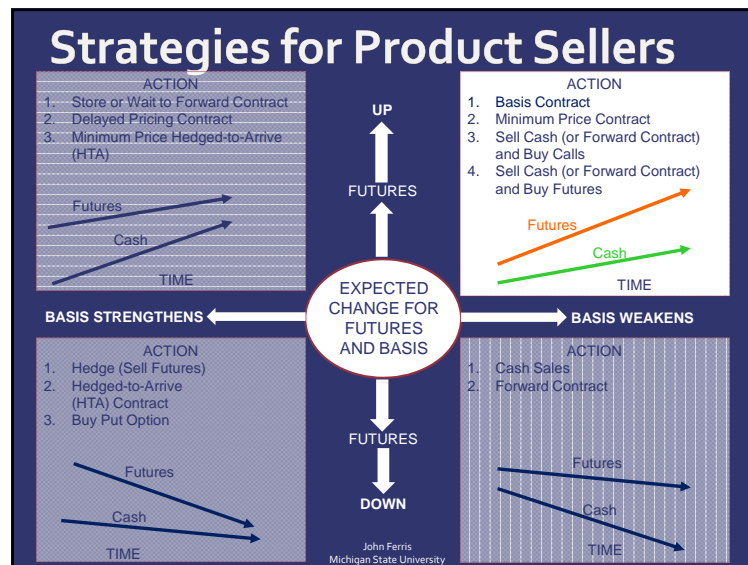 Strategies for Product Sellers
ACTION
1. Store or Wait to Forward Contract
2. Delayed Pricing Contract
3. Minimum Price Hedged-to-Arrive
(HTA)
Futures
Cash
TIME
UP
FUTURES
ACTION
1. Basis Contract
2. Minimum Price Contract
3. Sell Cash (or Forward Contract)
and Buy Calls
4. Sell Cash (or Forward Contract)
and Buy Futures
Futures
Cash
TIME
BASIS STRENGTHENS
EXPECTED
CHANGE FOR
FUTURES
AND BASIS
BASIS WEAKENS
ACTION
1. Hedge (Sell Futures)
2. Hedged-to-Arrive
(HTA) Contract
3. Buy Put Option
Futures
Cash
TIME
FUTURES
DOWN
John Ferris
Michigan State University
ACTION
1. Cash Sales
2. Forward Contract
Futures
Cash
TIME